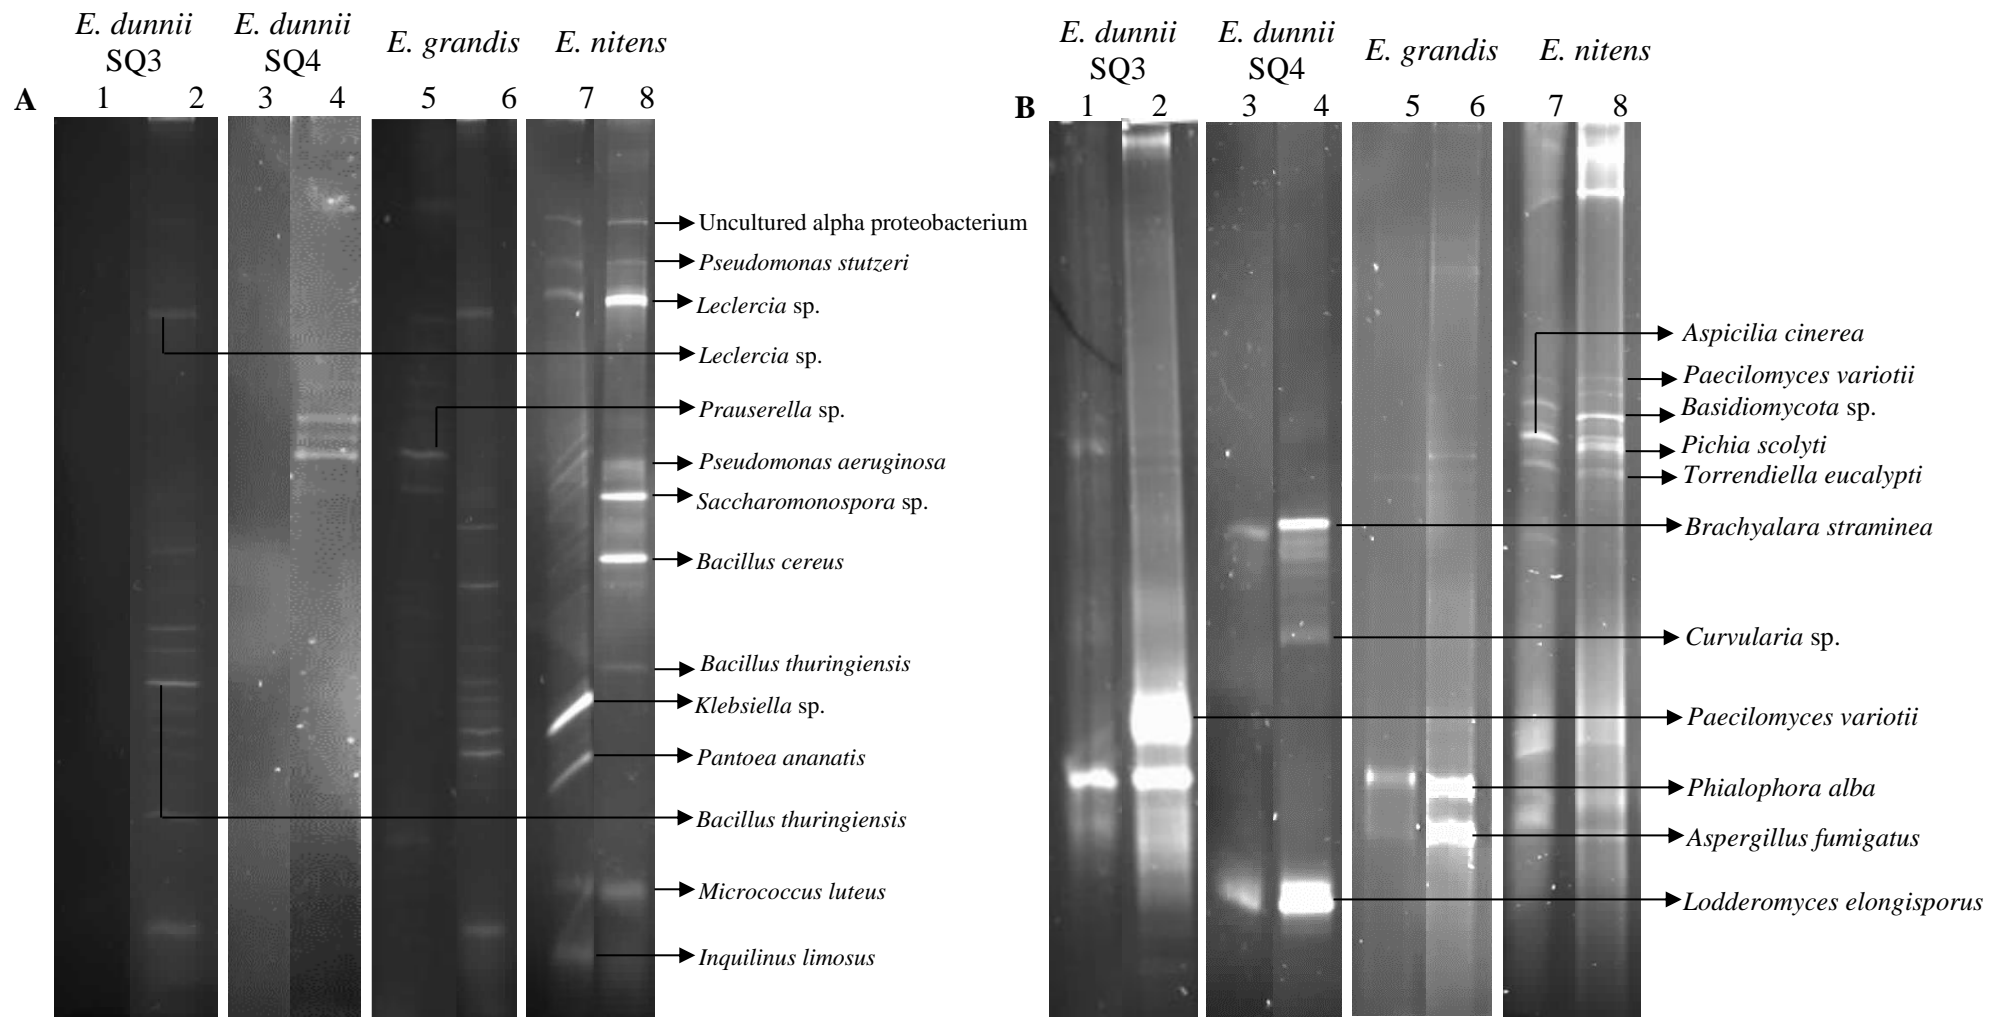 E. dunnii
SQ3
E. dunnii
SQ4
E. grandis
E. nitens
A
1 2 3 4 5 6 7 8
Uncultured alpha proteobacterium
Pseudomonas stutzeri
Leclercia sp.
Leclercia sp.
Prauserella sp.
Pseudomonas aeruginosa
Saccharomonospora sp.
Bacillus cereus
Bacillus thuringiensis
Klebsiella sp.
Pantoea ananatis
Bacillus thuringiensis
Micrococcus luteus
Inquilinus limosus
E. dunnii
SQ3
E. dunnii
SQ4
E. grandis
E. nitens
B
1 2 3 4 5 6 7 8
Aspicilia cinerea
Paecilomyces variotii
Basidiomycota sp.
Pichia scolyti
Torrendiella eucalypti
Brachyalara straminea
Curvularia sp.
Paecilomyces variotii
Phialophora alba
Aspergillus fumigatus
Lodderomyces elongisporus